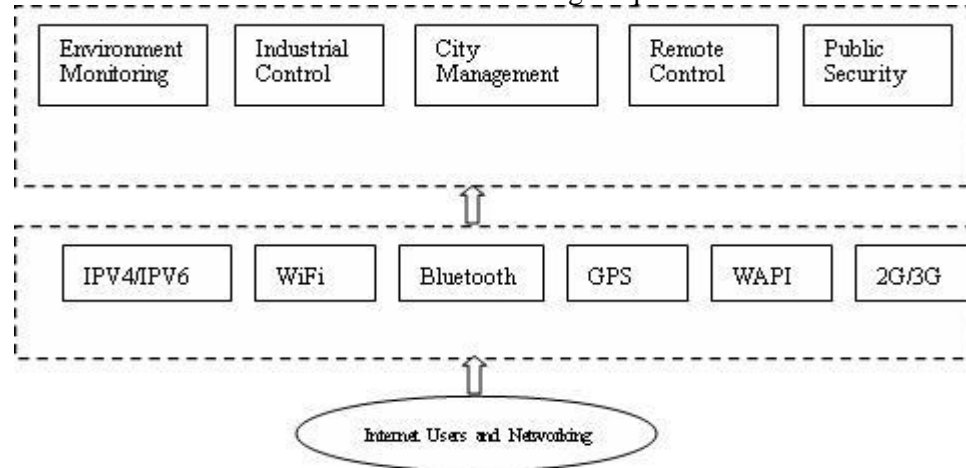 Environment
Monitoring
Industrial
Control
City
Management
Remote
Control
Public
Security
IPV4/IPV6
WiFi
Bluetooth
GPS
WAPI
2G/3G
Internet Users and Networking